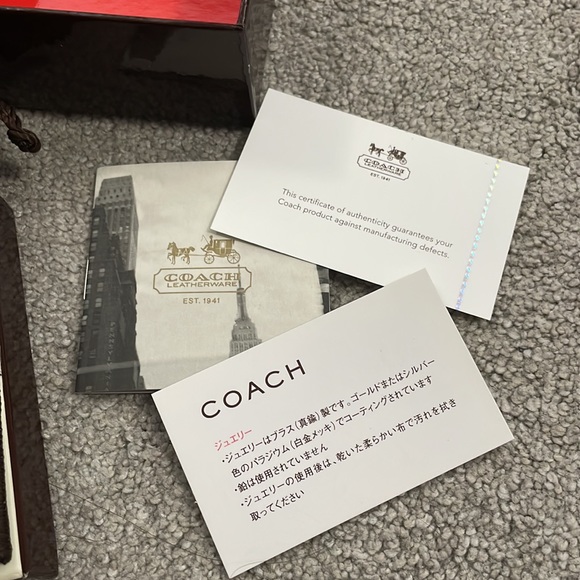 COACH
EST. 1941
This certificate of authenticity guarantees your
Coach product against manufacturing defects.
COACH
LEATHERWARE
EST. 1941
COACH
ジュエリー
・ジュエリーはブラス(真鍮)製です。ゴールドまたはシルバー
色のパラジウム(白金メッキ)でコーティングされています
・鉛は使用されていません
・ジュエリーの使用後は、乾いた柔らかい布で汚れを拭き
取ってください